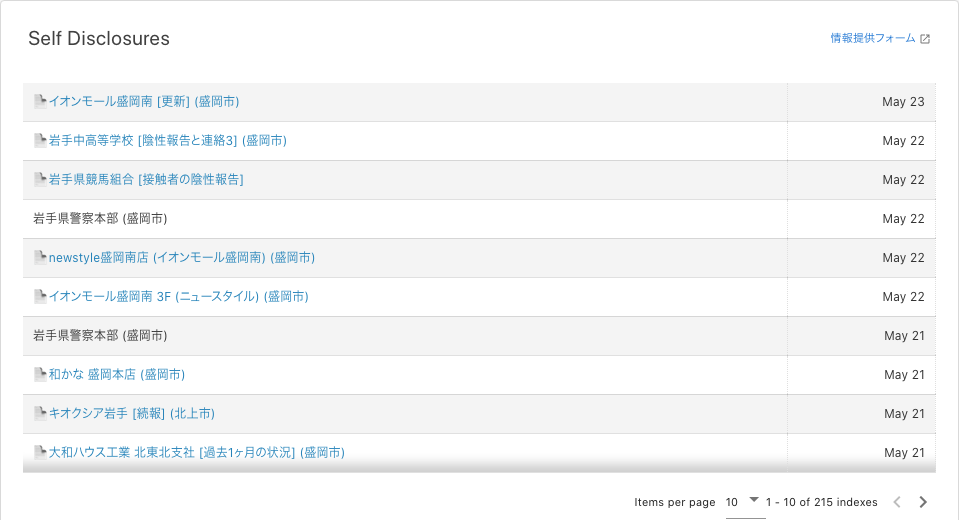 Self Disclosures
情報提供フォーム
イオンモール盛岡南 [更新] (盛岡市) May 23
岩手中高等学校 [陰性報告と連絡3] (盛岡市) May 22
岩手県競馬組合 [接触者の陰性報告] May 22
岩手県警察本部 (盛岡市) May 22
newstyle盛岡南店 (イオンモール盛岡南) (盛岡市) May 22
イオンモール盛岡南 3F (ニュースタイル) (盛岡市) May 22
岩手県警察本部 (盛岡市) May 21
和かな 盛岡本店 (盛岡市) May 21
キオクシア岩手 [続報] (北上市) May 21
大和ハウス工業 北東北支社 [過去1ヶ月の状況] (盛岡市) May 21
Items per page 10 1 - 10 of 215 indexes